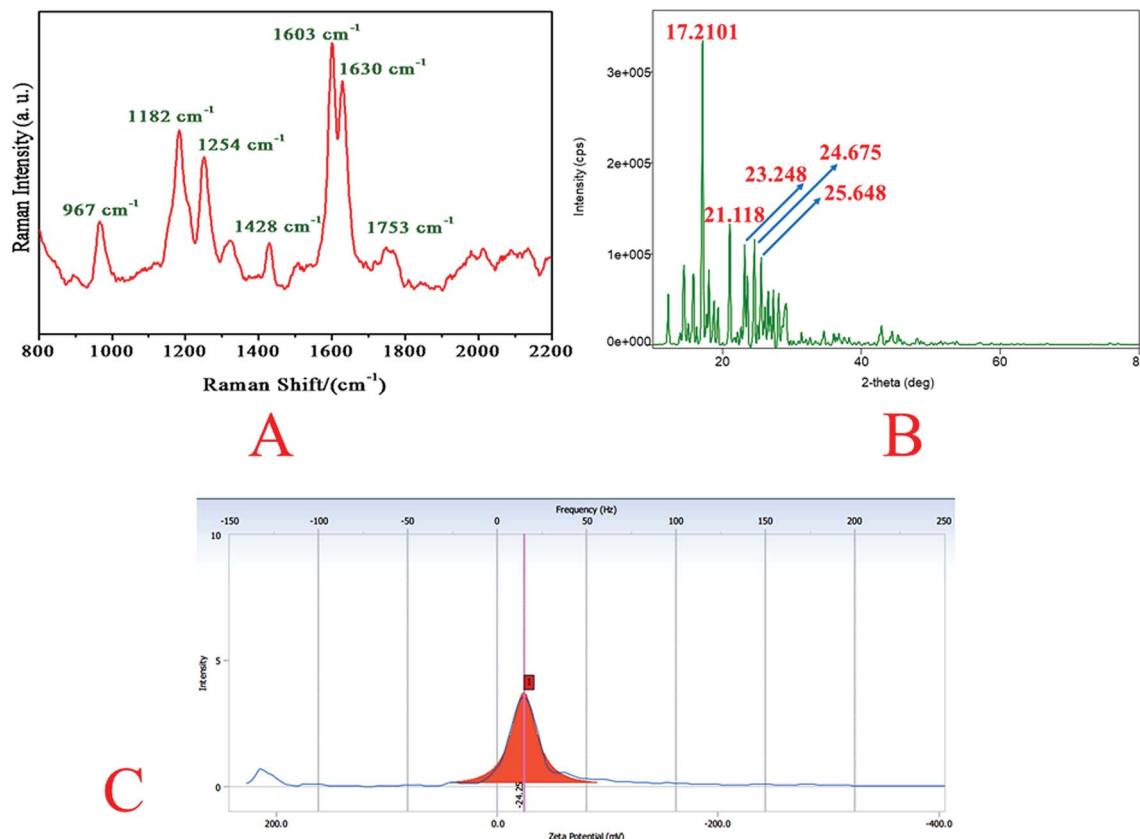 1603 cm⁻¹
1630 cm⁻¹
1182 cm⁻¹
1254 cm⁻¹
967 cm⁻¹
1428 cm⁻¹
1753 cm⁻¹
Raman Intensity (a. u.)
800 1000 1200 1400 1600 1800 2000 2200
Raman Shift/(cm⁻¹)
A
17.2101
3e+005
2e+005
1e+005
0e+000
24.675
23.248
25.648
21.118
Intensity (cps)
20 40 60 8
2-theta (deg)
B
Frequency (Hz)
-150 -100 -50 0 50 100 150 200 250
10
5
0
Intensity
1
-24.25
200.0 0.0 -200.0 -400.0
Zeta Potential (mV)
C